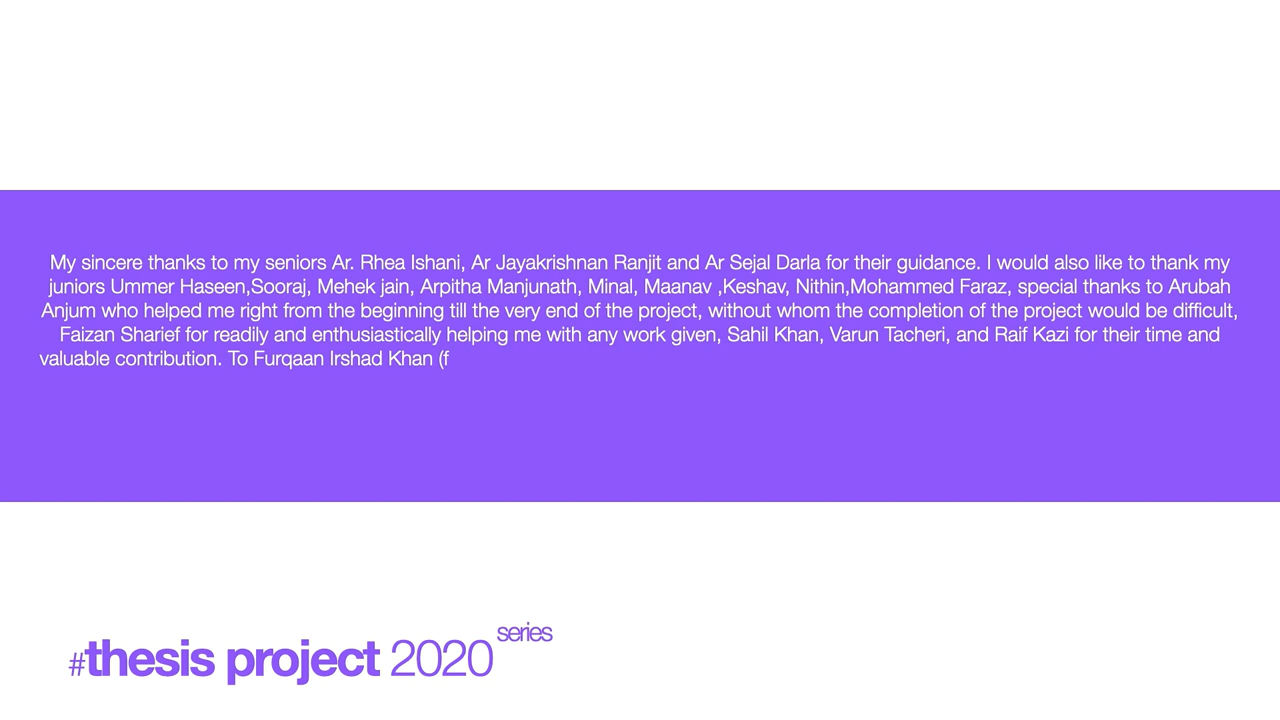 My sincere thanks to my seniors Ar. Rhea Ishani, Ar Jayakrishnan Ranjit and Ar Sejal Darla for their guidance. I would also like to thank my
juniors Ummer Haseen,Sooraj, Mehek jain, Arpitha Manjunath, Minal, Maanav ,Keshav, Nithin,Mohammed Faraz, special thanks to Arubah
Anjum who helped me right from the beginning till the very end of the project, without whom the completion of the project would be difficult,
Faizan Sharief for readily and enthusiastically helping me with any work given, Sahil Khan, Varun Tacheri, and Raif Kazi for their time and
valuable contribution. To Furqaan Irshad Khan (f
#thesis project 2020 series